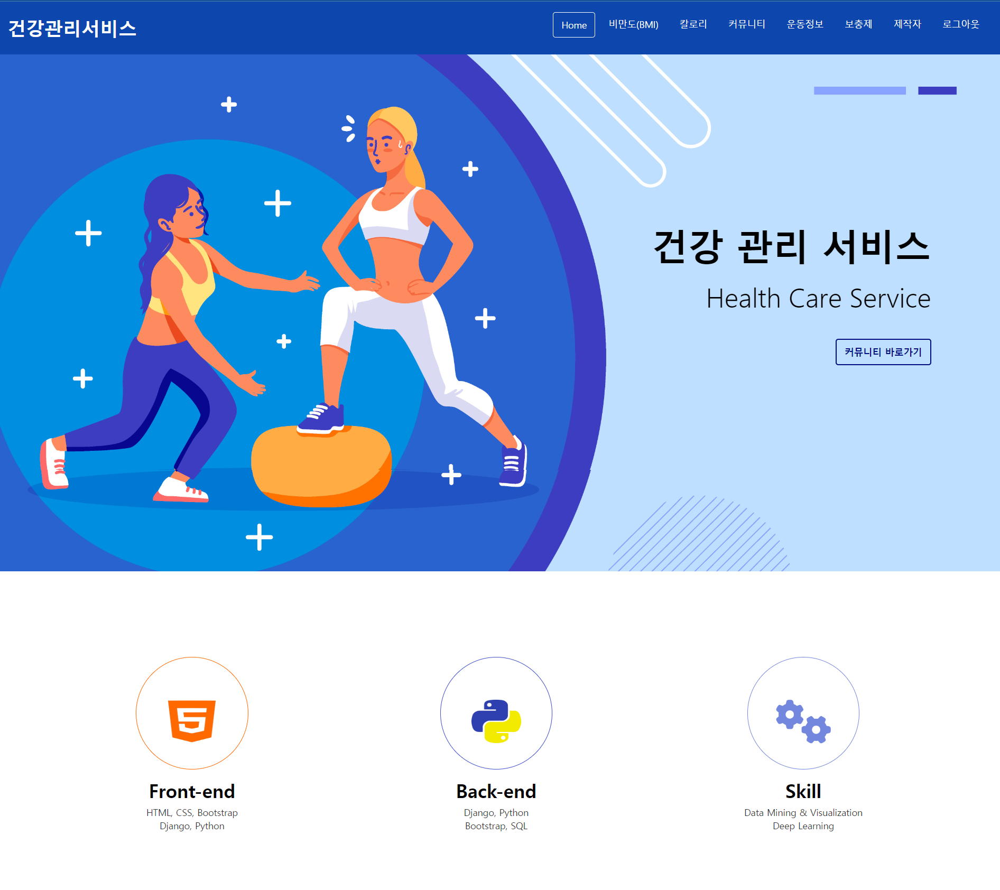 건강관리서비스
Home 비만도(BMI) 칼로리 커뮤니티 운동정보 보충제 제작자 로그아웃
건강 관리 서비스
Health Care Service
커뮤니티 바로가기
Front-end
HTML, CSS, Bootstrap
Django, Python
Back-end
Django, Python
Bootstrap, SQL
Skill
Data Mining & Visualization
Deep Learning